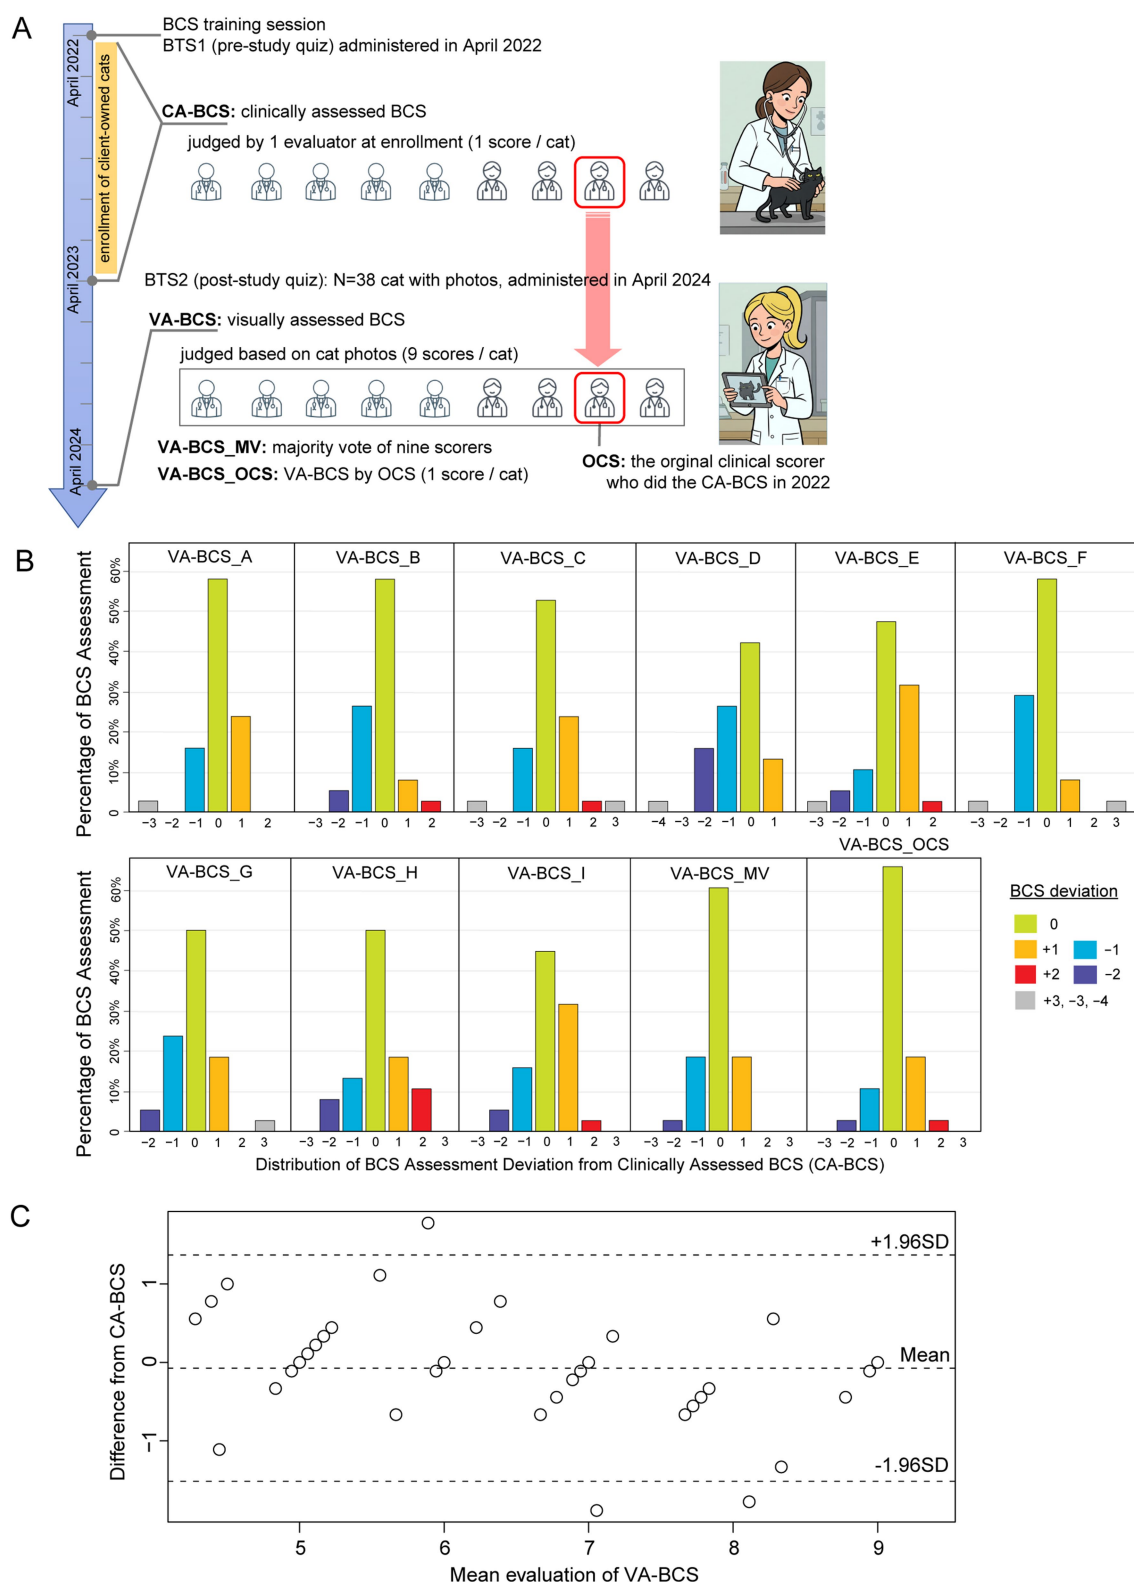 A
April 2022
April 2023
April 2024
enrollment of client-owned cats
BCS training session
BTS1 (pre-study quiz) administered in April 2022
CA-BCS: clinically assessed BCS
judged by 1 evaluator at enrollment (1 score / cat)
BTS2 (post-study quiz): N=38 cat with photos, administered in April 2024
VA-BCS: visually assessed BCS
judged based on cat photos (9 scores / cat)
VA-BCS_MV: majority vote of nine scorers
VA-BCS_OCS: VA-BCS by OCS (1 score / cat)
OCS: the orginal clinical scorer
who did the CA-BCS in 2022
B
Percentage of BCS Assessment
VA-BCS_A VA-BCS_B VA-BCS_C VA-BCS_D VA-BCS_E VA-BCS_F
60%
50%
40%
30%
20%
10%
0
−3 −2 −1 0 1 2 −3 −2 −1 0 1 2 −3 −2 −1 0 1 2 3 −4 −3 −2 −1 0 1 −3 −2 −1 0 1 2 −3 −2 −1 0 1 2 3
Percentage of BCS Assessment
VA-BCS_G VA-BCS_H VA-BCS_I VA-BCS_MV VA-BCS_OCS
60%
50%
40%
30%
20%
10%
0
−2 −1 0 1 2 3 −3 −2 −1 0 1 2 3 −3 −2 −1 0 1 2 3 −3 −2 −1 0 1 2 3 −3 −2 −1 0 1 2 3
Distribution of BCS Assessment Deviation from Clinically Assessed BCS (CA-BCS)
BCS deviation
0
+1 −1
+2 −2
+3, −3, −4
C
Difference from CA-BCS
1
0
−1
+1.96SD
Mean
-1.96SD
5 6 7 8 9
Mean evaluation of VA-BCS